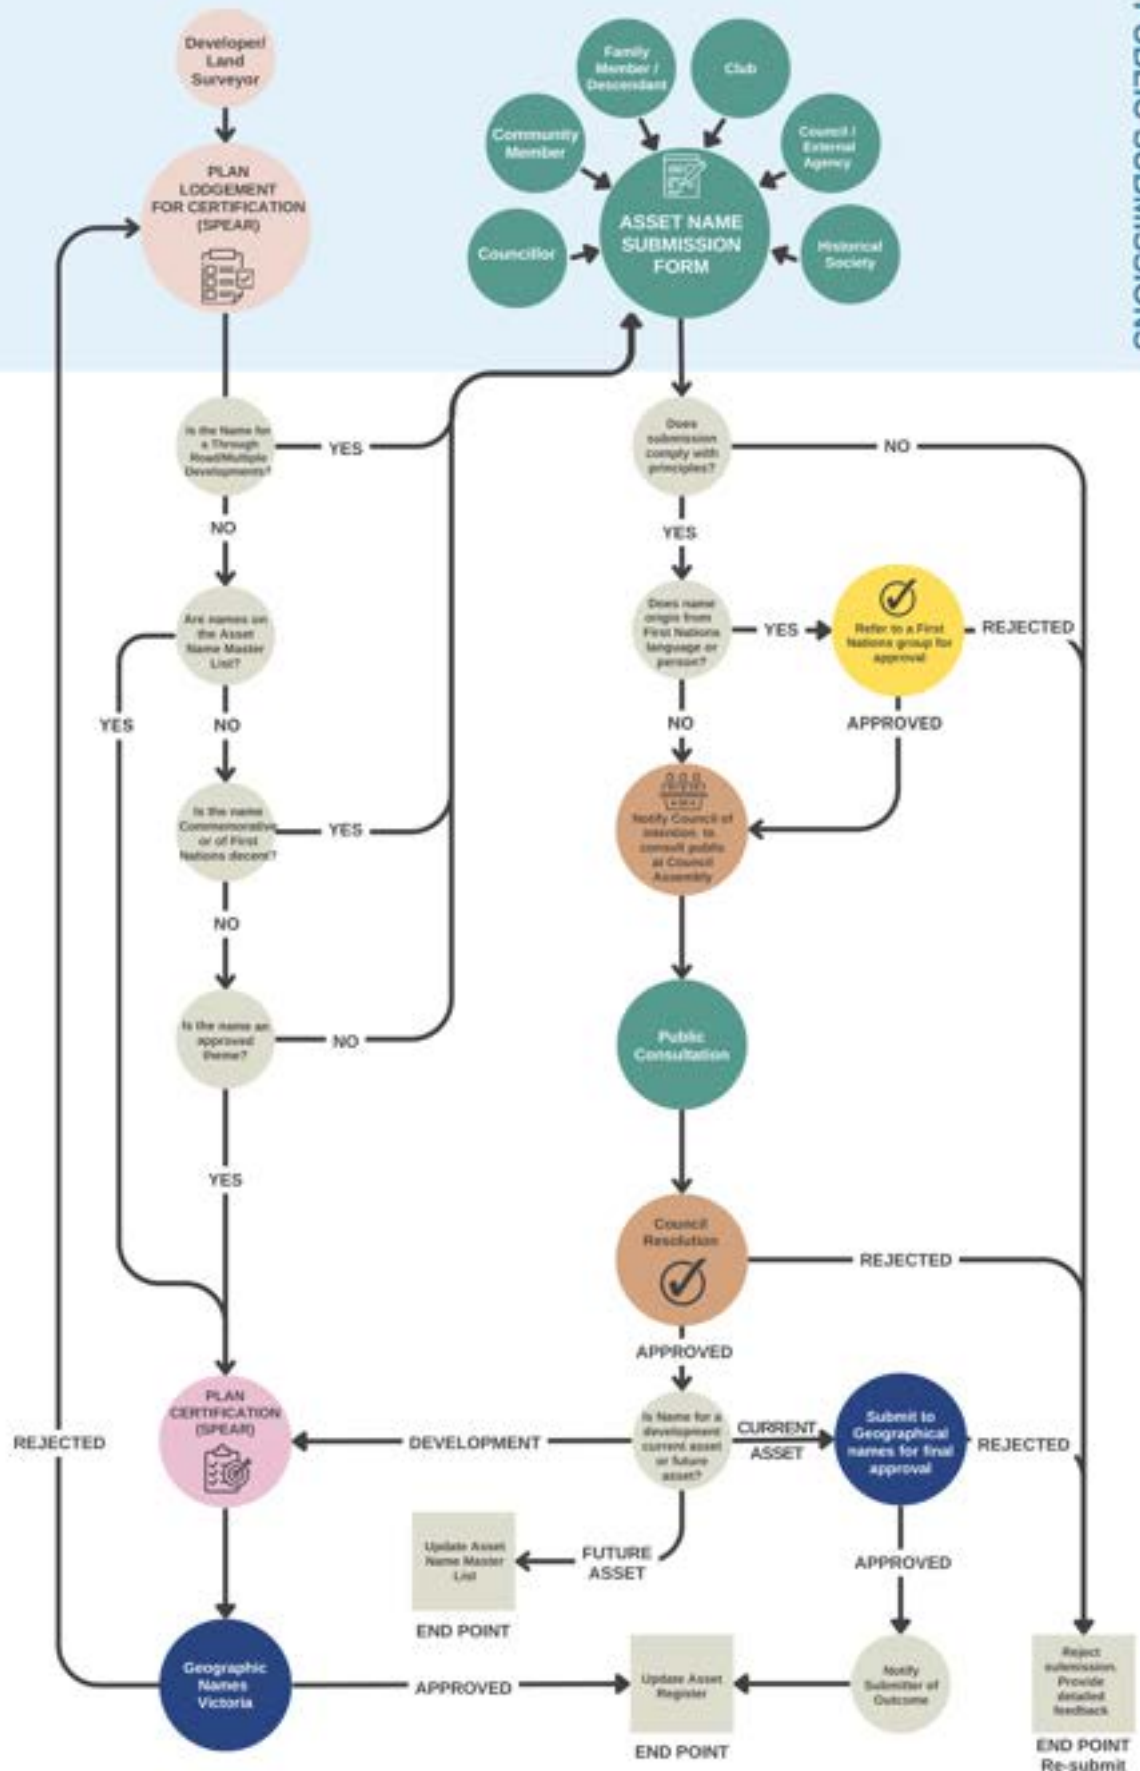 Developer/
Land
Surveyor
PLAN
LODGEMENT
FOR CERTIFICATION
(SPEAR)
Family
Member /
Descendant
Club
Community
Member
Council /
External
Agency
Councillor
Historical
Society
ASSET NAME
SUBMISSION
FORM
SUBMISSIONS
Is the Name for
a Through
Road/Multiple
Developments?
YES
NO
Are names on
the Asset
Name Master
List?
YES
NO
Is the name
Commemorative
or of First
Nations decent?
YES
NO
Is the name an
approved
theme?
NO
YES
PLAN
CERTIFICATION
(SPEAR)
REJECTED
Geographic
Names
Victoria
APPROVED
Does
submission
comply with
principles?
NO
YES
Does name
origin from
First Nations
language or
person?
YES
Refer to a First
Nations group for
approval
REJECTED
NO
APPROVED
Notify Council of
intention to
consult public
at Council
Assembly
Public
Consultation
Council
Resolution
REJECTED
APPROVED
Is Name for a
development
current asset
or future
asset?
DEVELOPMENT
CURRENT
ASSET
Submit to
Geographical
names for final
approval
REJECTED
FUTURE
ASSET
Update Asset
Name Master
List
END POINT
APPROVED
Notify
Submitter of
Outcome
Update Asset
Register
END POINT
Reject
submission.
Provide
detailed
feedback
END POINT
Re-submit